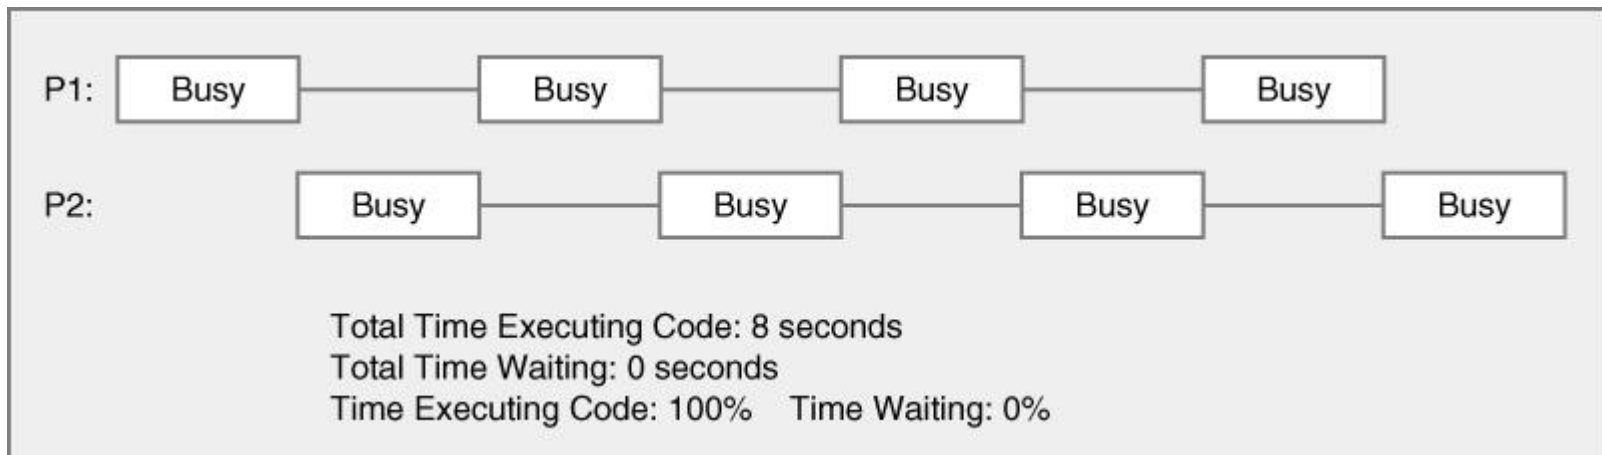 P1: Busy Busy Busy Busy
P2: Busy Busy Busy Busy
Total Time Executing Code: 8 seconds
Total Time Waiting: 0 seconds
Time Executing Code: 100% Time Waiting: 0%